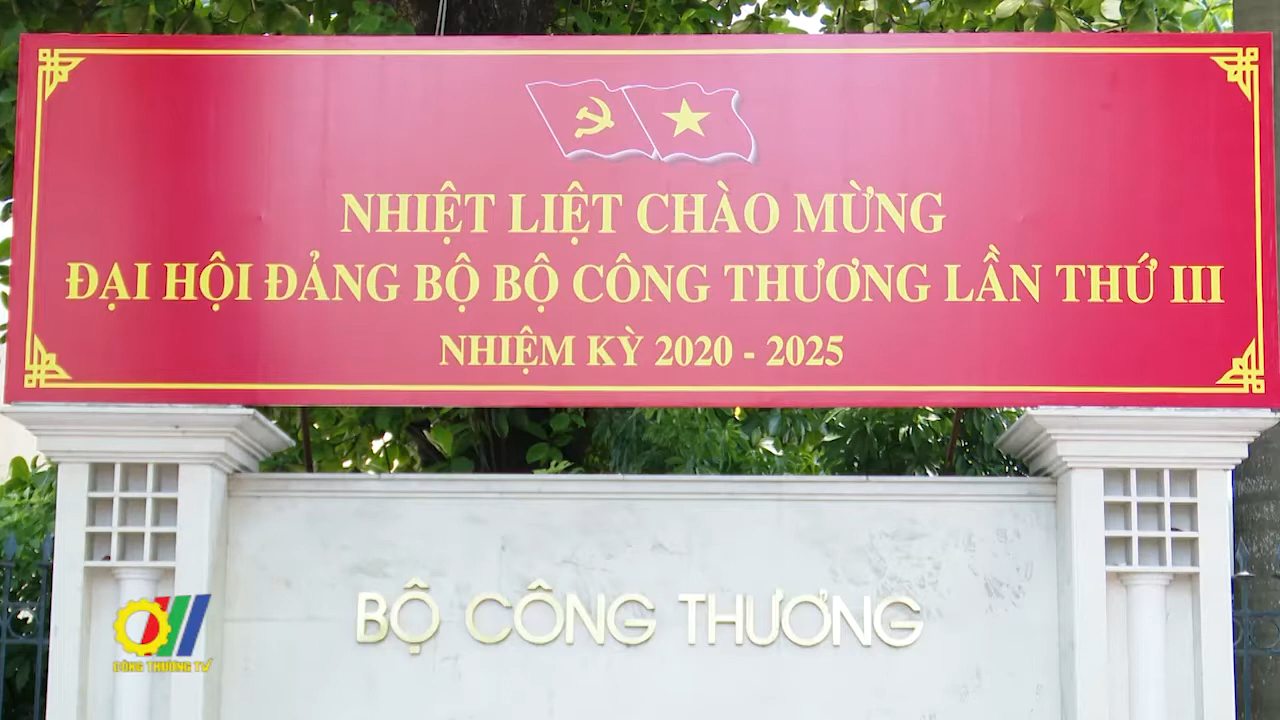 NHIỆT LIỆT CHÀO MỪNG
ĐẠI HỘI ĐẢNG BỘ BỘ CÔNG THƯƠNG LẦN THỨ III
NHIỆM KỲ 2020 - 2025
BỘ CÔNG THƯƠNG
CÔNG THƯƠNG TV